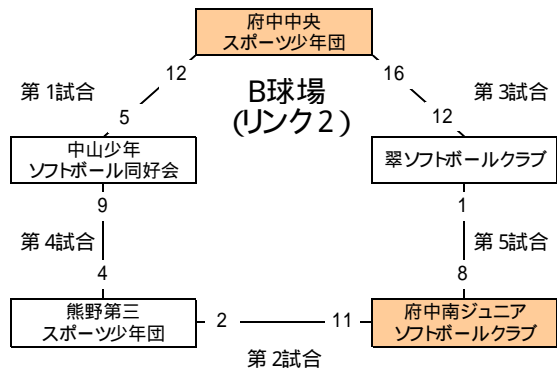 府中中央
スポーツ少年団
12
16
第1試合
B球場
(リンク2)
第3試合
5
12
中山少年
ソフトボール同好会
翠ソフトボールクラブ
9
1
第4試合
第5試合
4
8
熊野第三
スポーツ少年団
2
11
府中南ジュニア
ソフトボールクラブ
第2試合